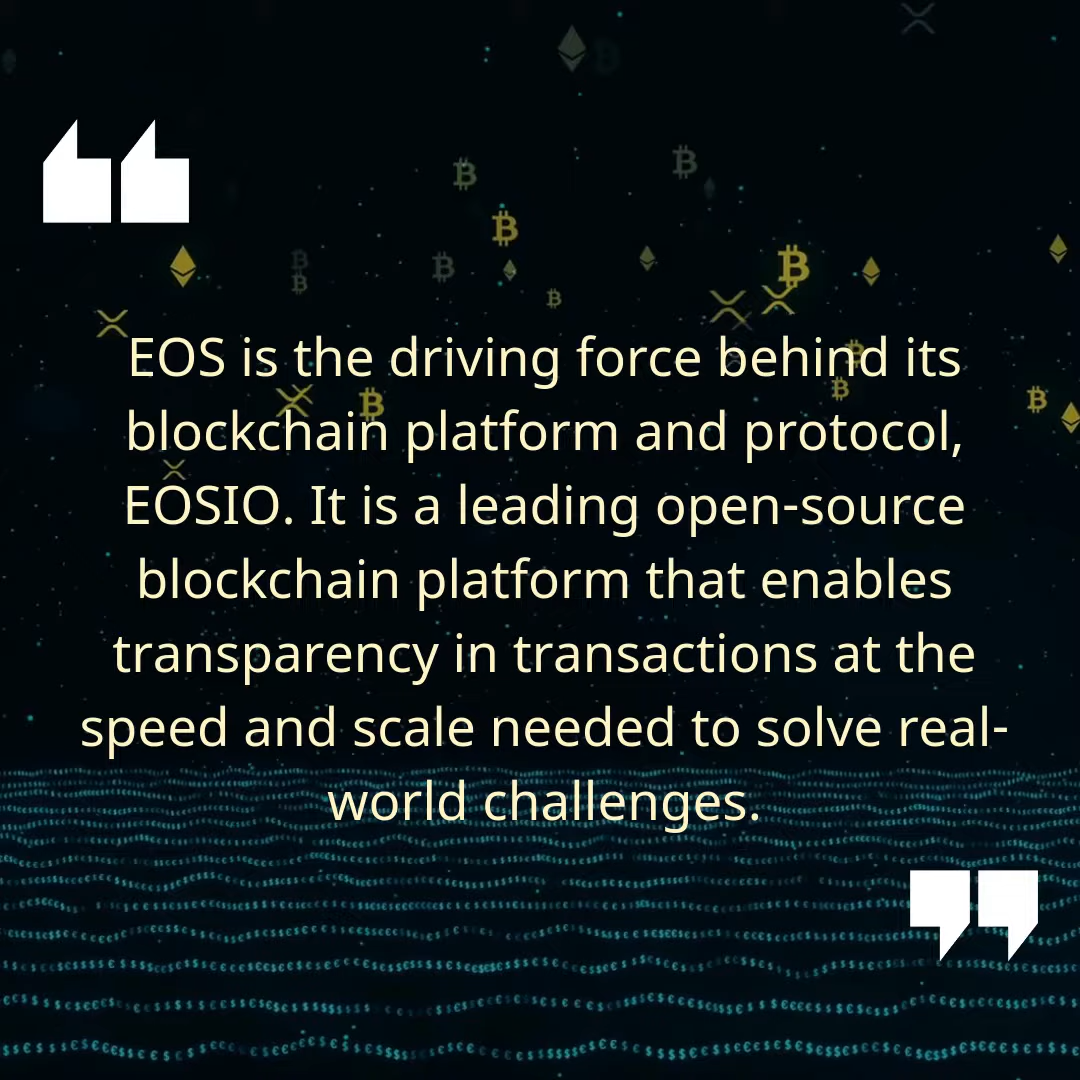 EOS is the driving force behind its
blockchain platform and protocol,
EOSIO. It is a leading open-source
blockchain platform that enables
transparency in transactions at the
speed and scale needed to solve real-
world challenges.